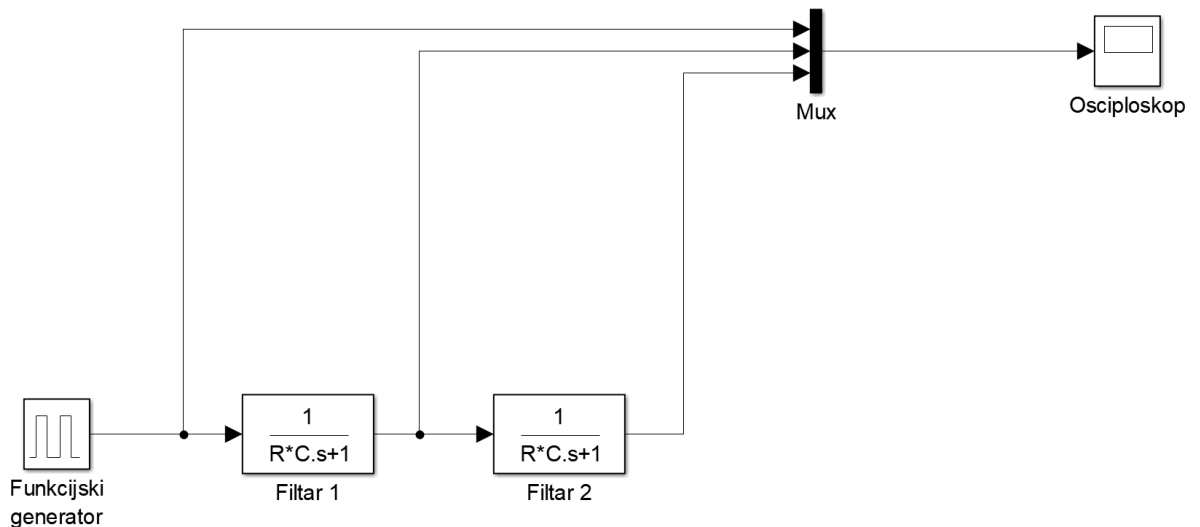 Mux
Osciploskop
1
R*C.s+1
Filtar 1
1
R*C.s+1
Filtar 2
Funkcijski
generator